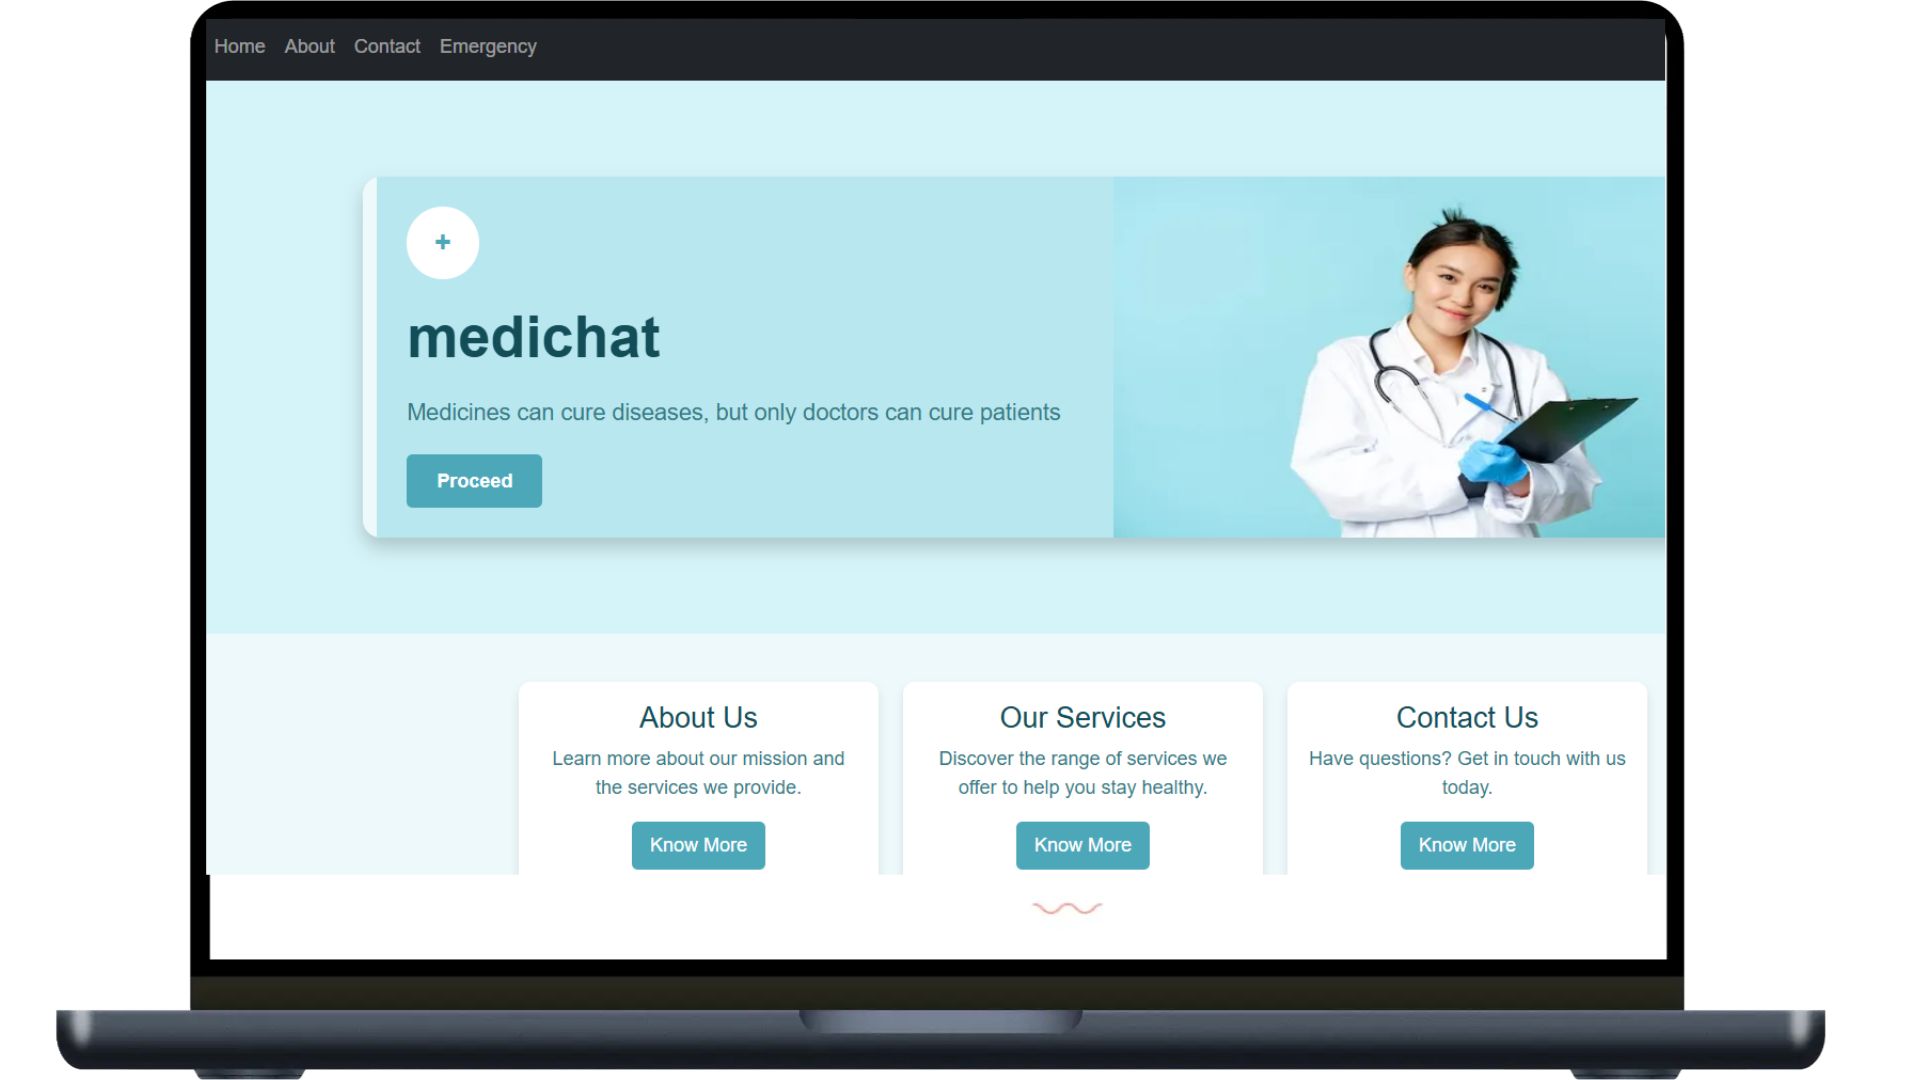 Home About Contact Emergency
+
medichat
Medicines can cure diseases, but only doctors can cure patients
Proceed
About Us
Learn more about our mission and
the services we provide.
Know More
Our Services
Discover the range of services we
offer to help you stay healthy.
Know More
Contact Us
Have questions? Get in touch with us
today.
Know More